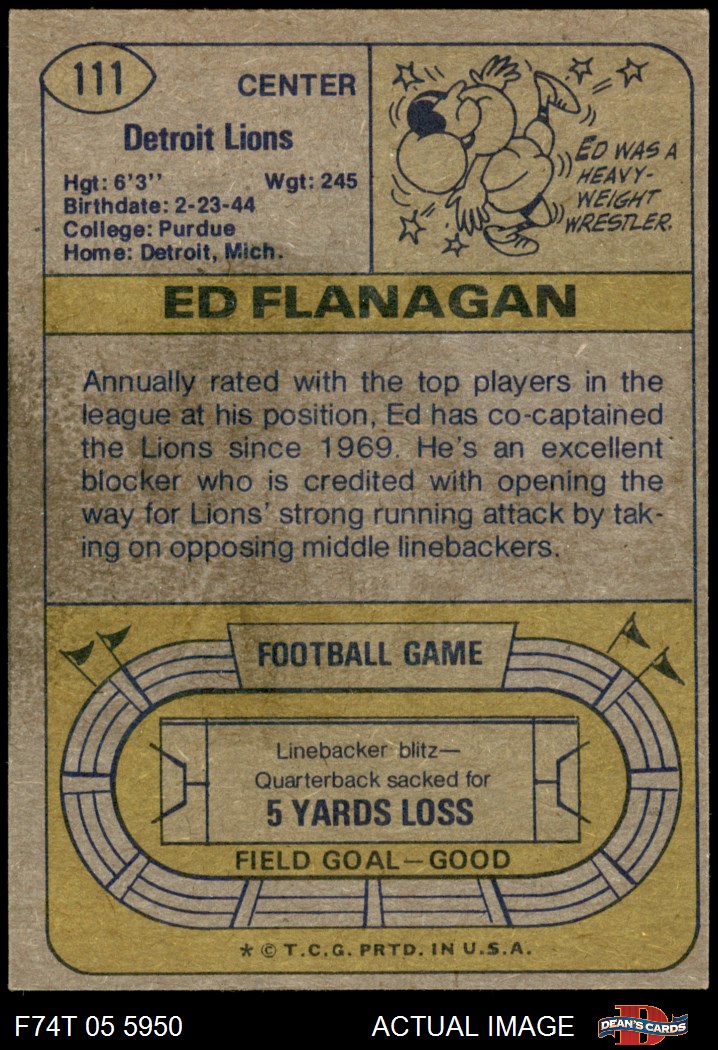 111
CENTER
Detroit Lions
Hgt: 6'3''   Wgt: 245
Birthdate: 2-23-44
College: Purdue
Home: Detroit, Mich.
ED WAS A
HEAVY-
WEIGHT
WRESTLER.
ED FLANAGAN
Annually rated with the top players in the
league at his position, Ed has co-captained
the Lions since 1969. He's an excellent
blocker who is credited with opening the
way for Lions' strong running attack by tak-
ing on opposing middle linebackers.
FOOTBALL GAME
Linebacker blitz—
Quarterback sacked for
5 YARDS LOSS
FIELD GOAL—GOOD
* © T.C.G. PRTD. IN U.S.A.
F74T 05 5950   ACTUAL IMAGE
D
DEAN'S CARDS